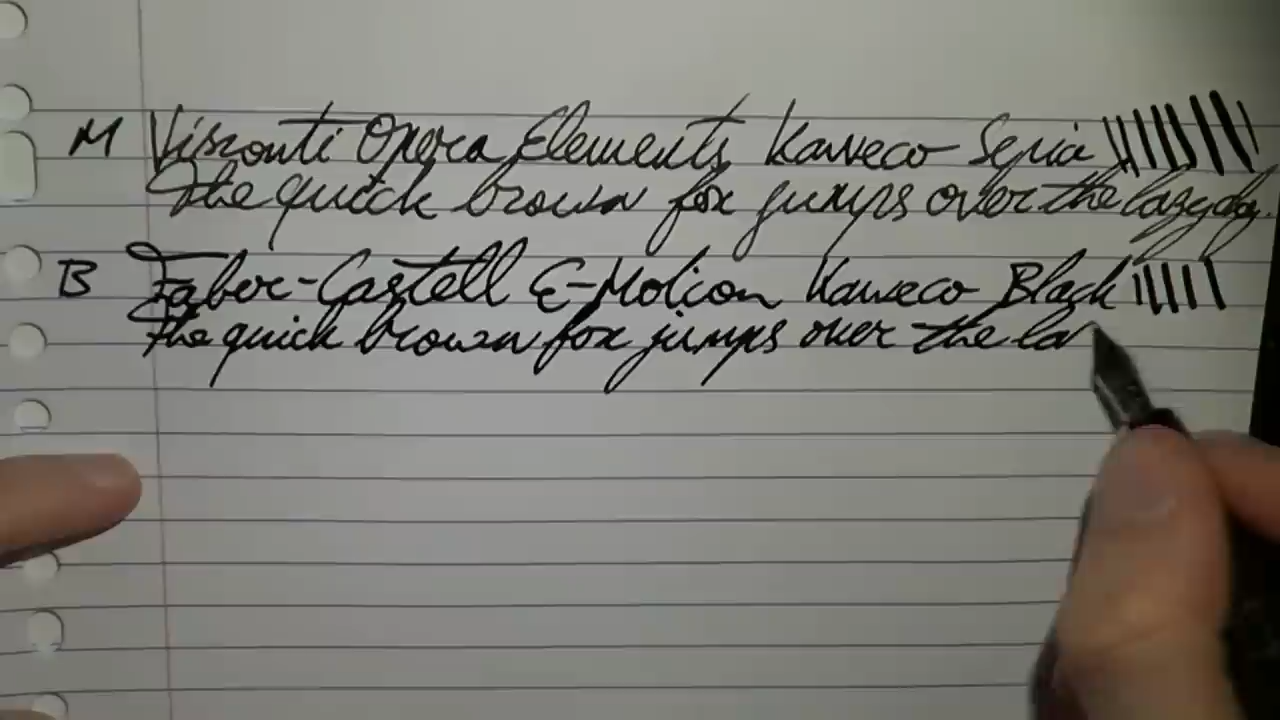 M Visconti Opera Elements, Kaweco Sepia
The quick brown fox jumps over the lazy dog.
B Faber-Castell E-Motion Kaweco Black
The quick brown fox jumps over the la